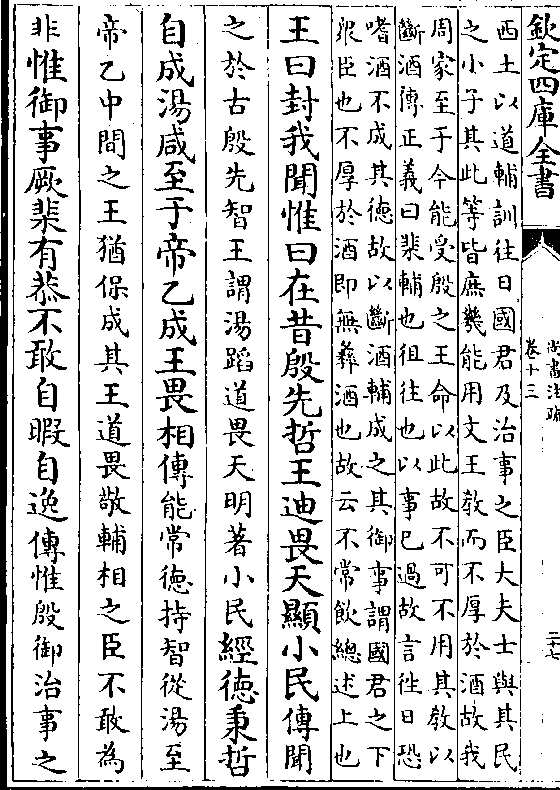 欽定四庫全書
尚書注疏
卷十三
二十七
西土以道輔訓往日國君及治事之臣大夫士與其民
之小子其此等皆庶幾能用文王教而不厚於酒故我
周家至于今能受殷之王命以此故不可不用其教以
斷酒傳正義曰棐輔也徂往也以事已過故言徃日恐
嗜酒不成其德故以斷酒輔成之其御事謂國君之下
衆臣也不厚於酒即無彛酒也故云不常飲總述上也
王曰封我聞惟曰在昔殷先哲王迪畏天顯小民傳聞
之於古殷先智王謂湯蹈道畏天明著小民經德秉哲
自成湯咸至于帝乙成王畏相傳能常德持智從湯至
帝乙中間之王猶保成其王道畏敬輔相之臣不敢為
非惟御事厥棐有恭不敢自暇自逸傳惟殷御治事之